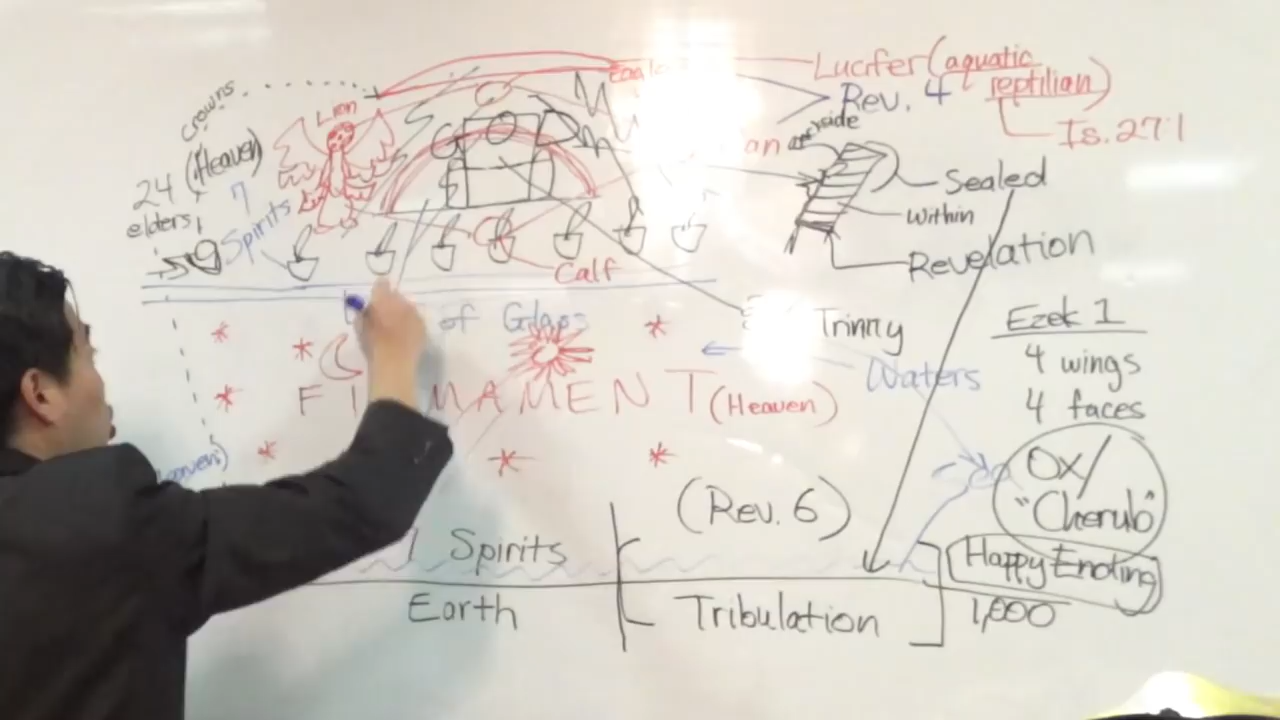 crowns
Lion
Eagle
Lucifer (aquatic
reptilian)
Rev. 4
Is. 27:1
24
elders
(Heaven)
7
Spirits
Calf
Sealed
Within
Revelation
of Glass
Trinity
Waters
Ezek 1
4 wings
4 faces
Ox/
"Cherub"
(Heaven)
(Rev. 6)
Spirits
Earth
Tribulation
Happy Ending
1,000